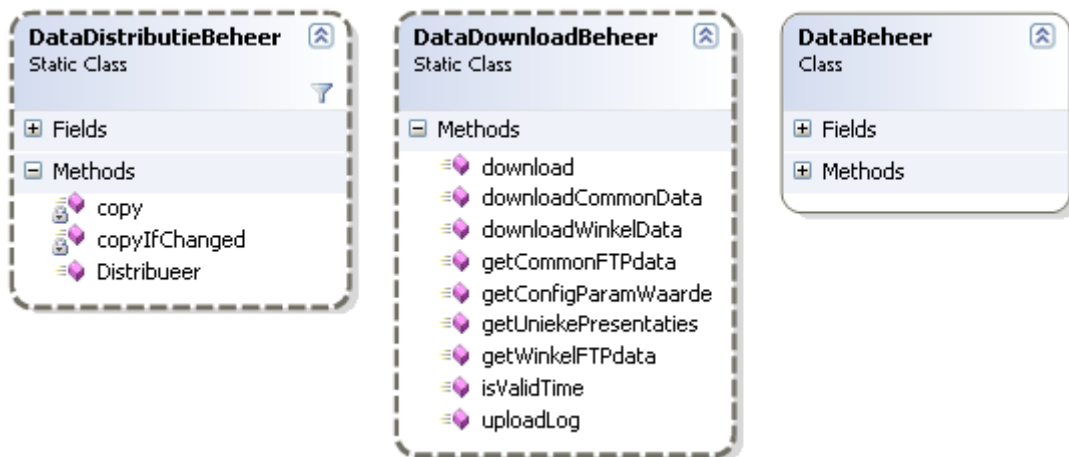 DataDistributieBeheer
Static Class
Fields
Methods
copy
copyIfChanged
Distribueer
DataDownloadBeheer
Static Class
Methods
download
downloadCommonData
downloadWinkelData
getCommonFTPdata
getConfigParamWaarde
getUniekePresentaties
getWinkelFTPdata
isValidTime
uploadLog
DataBeheer
Class
Fields
Methods